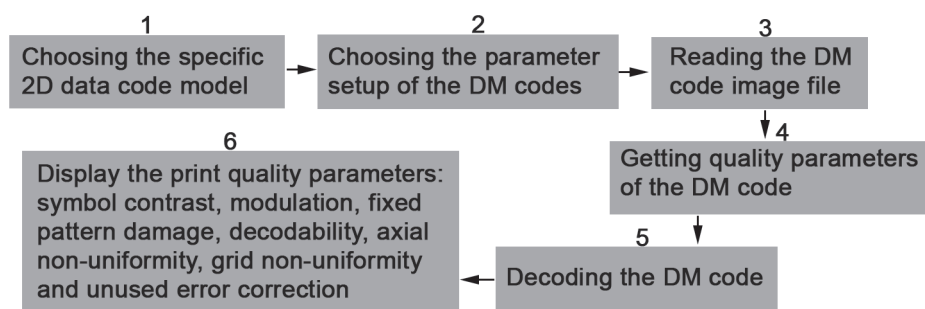 1
Choosing the specific
2D data code model
2
Choosing the parameter
setup of the DM codes
3
Reading the DM
code image file
4
Getting quality parameters
of the DM code
5
Decoding the DM code
6
Display the print quality parameters:
symbol contrast, modulation, fixed
pattern damage, decodability, axial
non-uniformity, grid non-uniformity
and unused error correction